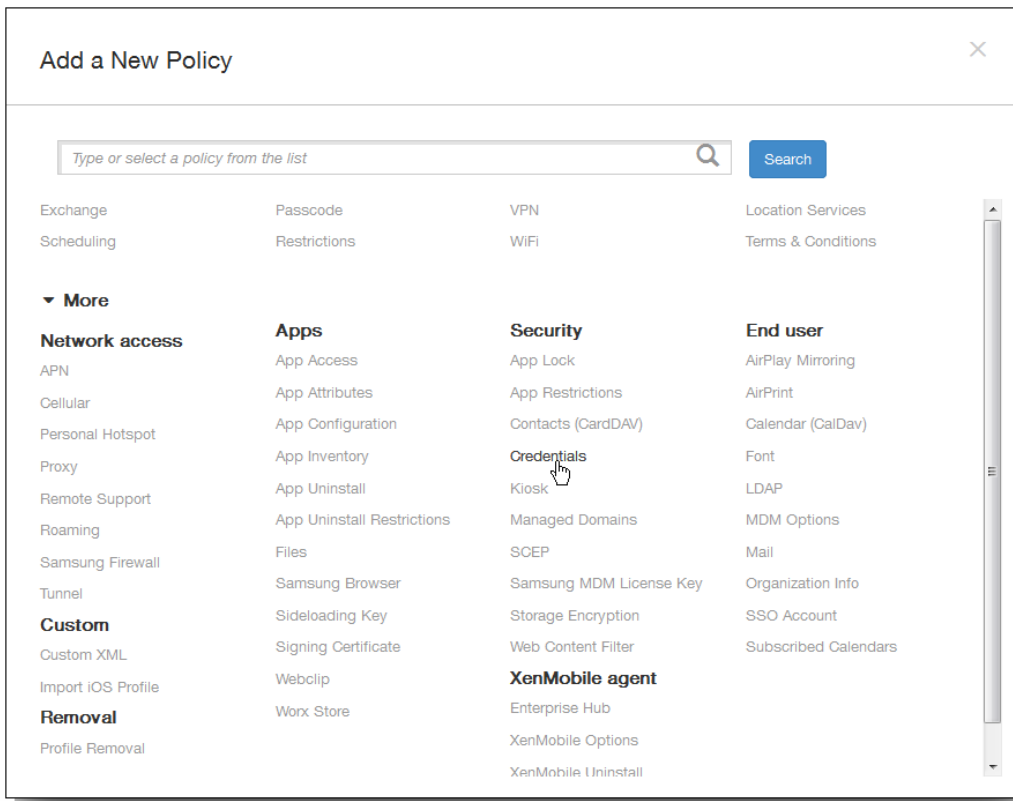 Add a New Policy
Type or select a policy from the list
Search
Exchange
Passcode
VPN
Location Services
Scheduling
Restrictions
WiFi
Terms & Conditions
More
Network access
APN
Cellular
Personal Hotspot
Proxy
Remote Support
Roaming
Samsung Firewall
Tunnel
Custom
Custom XML
Import iOS Profile
Removal
Profile Removal
Apps
App Access
App Attributes
App Configuration
App Inventory
App Uninstall
App Uninstall Restrictions
Files
Samsung Browser
Sideloading Key
Signing Certificate
Webclip
Worx Store
Security
App Lock
App Restrictions
Contacts (CardDAV)
Credentials
Kiosk
Managed Domains
SCEP
Samsung MDM License Key
Storage Encryption
Web Content Filter
XenMobile agent
Enterprise Hub
XenMobile Options
XenMobile Uninstall
End user
AirPlay Mirroring
AirPrint
Calendar (CalDav)
Font
LDAP
MDM Options
Mail
Organization Info
SSO Account
Subscribed Calendars